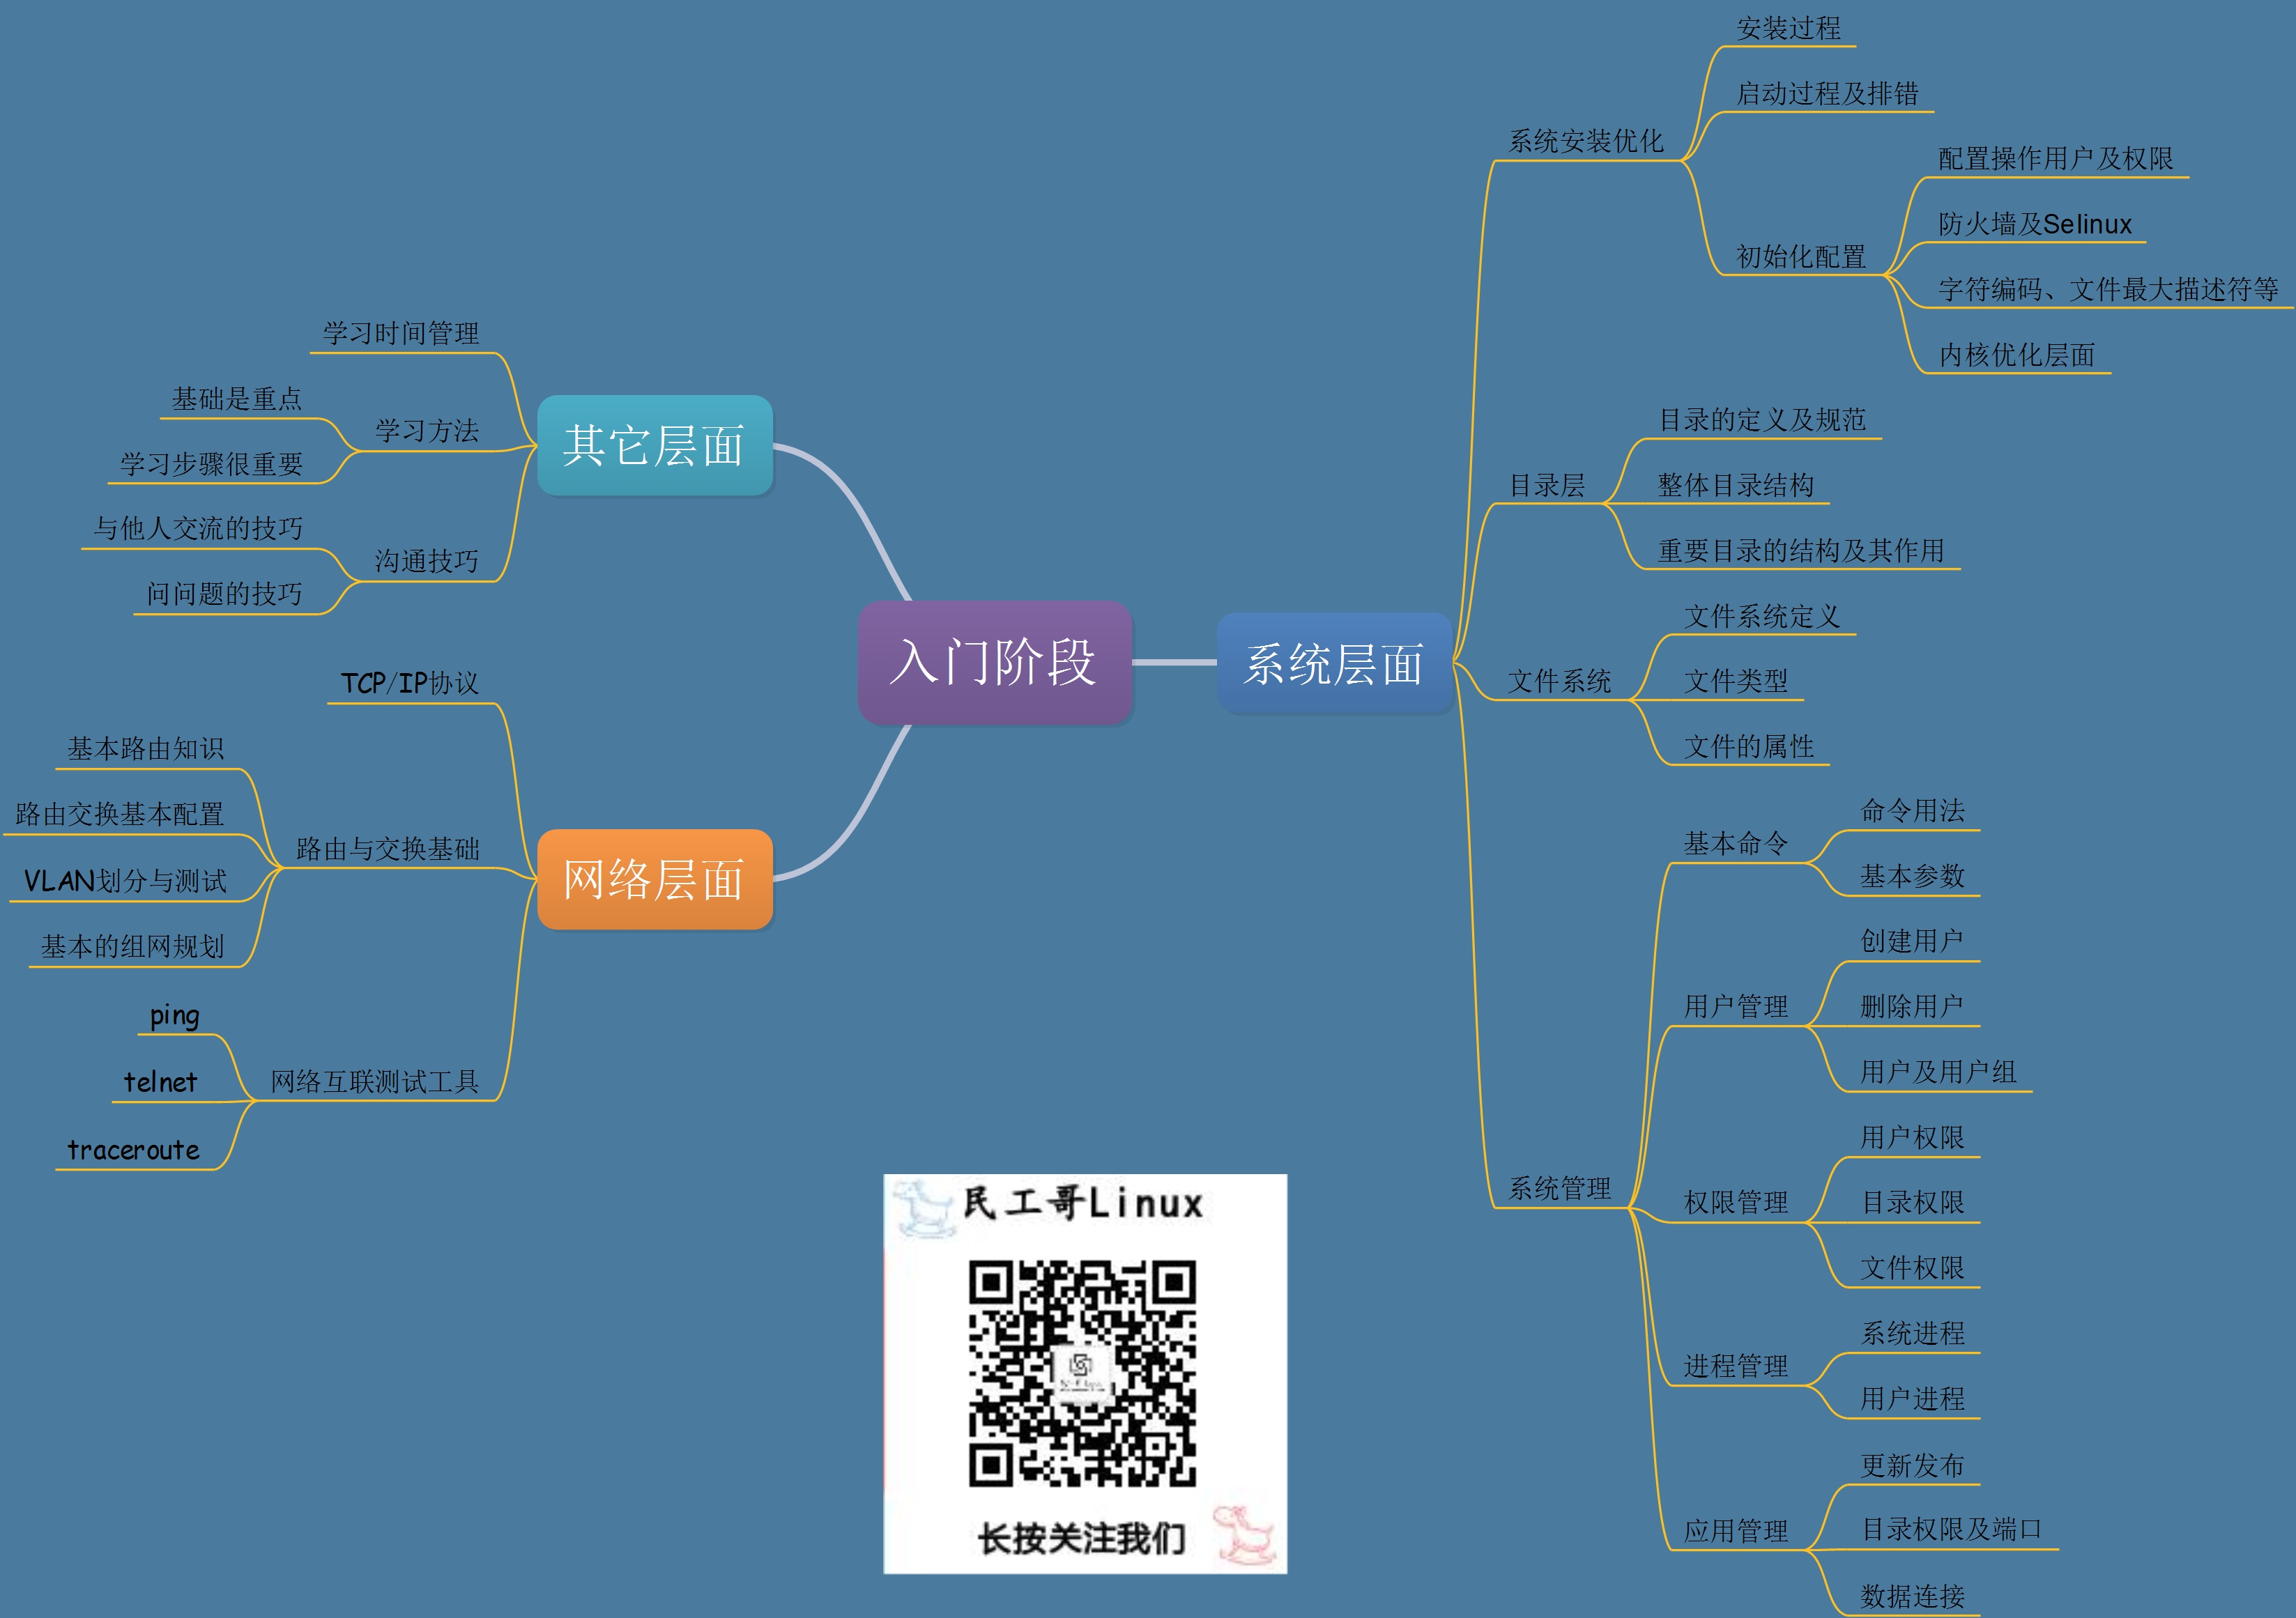 入门阶段
系统层面
系统安装优化
安装过程
启动过程及排错
初始化配置
配置操作用户及权限
防火墙及Selinux
字符编码、文件最大描述符等
内核优化层面
目录层
目录的定义及规范
整体目录结构
重要目录的结构及其作用
文件系统
文件系统定义
文件类型
文件的属性
系统管理
基本命令
命令用法
基本参数
用户管理
创建用户
删除用户
用户及用户组
权限管理
用户权限
目录权限
文件权限
进程管理
系统进程
用户进程
应用管理
更新发布
目录权限及端口
数据连接
其它层面
学习时间管理
学习方法
基础是重点
学习步骤很重要
沟通技巧
与他人交流的技巧
问问题的技巧
网络层面
TCP/IP协议
路由与交换基础
基本路由知识
路由交换基本配置
VLAN划分与测试
基本的组网规划
网络互联测试工具
ping
telnet
traceroute
民工哥Linux
长按关注我们